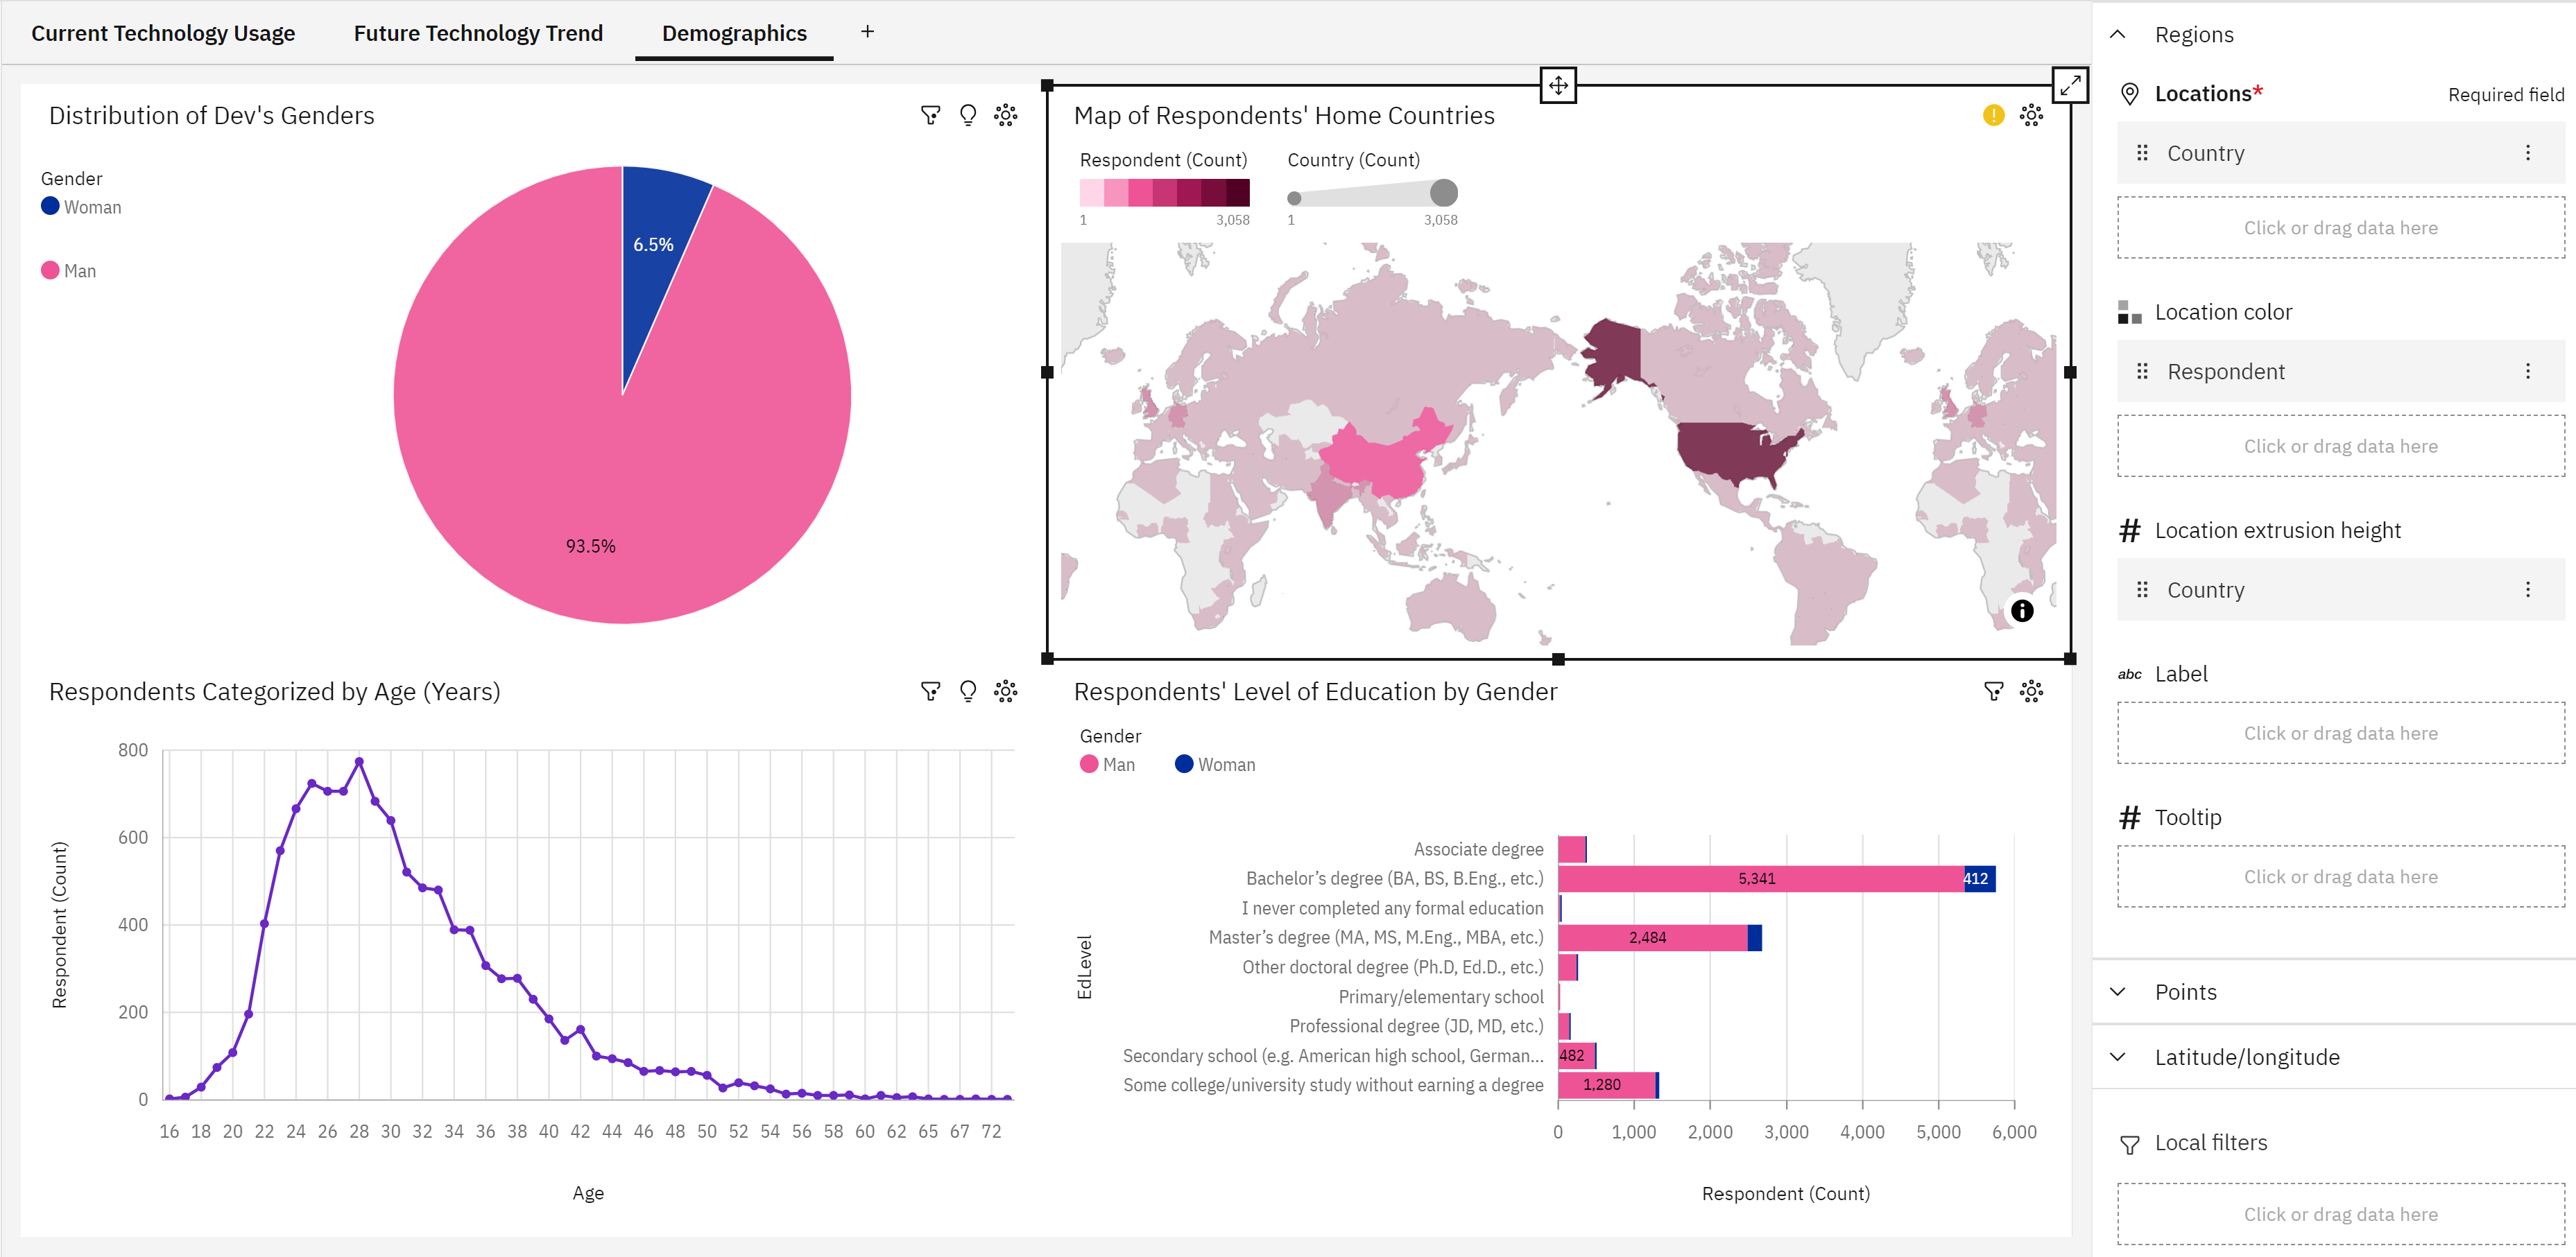 Current Technology Usage
Future Technology Trend
Demographics
+
Distribution of Dev's Genders
Gender
Woman
Man
6.5%
93.5%
Map of Respondents' Home Countries
Respondent (Count)
1
3,058
Country (Count)
1
3,058
Respondents Categorized by Age (Years)
Respondent (Count)
800
600
400
200
0
16 18 20 22 24 26 28 30 32 34 36 38 40 42 44 46 48 50 52 54 56 58 60 62 65 67 72
Age
Respondents' Level of Education by Gender
Gender
Man
Woman
EdLevel
Associate degree
Bachelor’s degree (BA, BS, B.Eng., etc.)
5,341
412
I never completed any formal education
Master’s degree (MA, MS, M.Eng., MBA, etc.)
2,484
Other doctoral degree (Ph.D, Ed.D., etc.)
Primary/elementary school
Professional degree (JD, MD, etc.)
Secondary school (e.g. American high school, German...
482
Some college/university study without earning a degree
1,280
0 1,000 2,000 3,000 4,000 5,000 6,000
Respondent (Count)
Regions
Locations*
Required field
Country
Click or drag data here
Location color
Respondent
Click or drag data here
# Location extrusion height
Country
abc Label
Click or drag data here
# Tooltip
Click or drag data here
Points
Latitude/longitude
Local filters
Click or drag data here